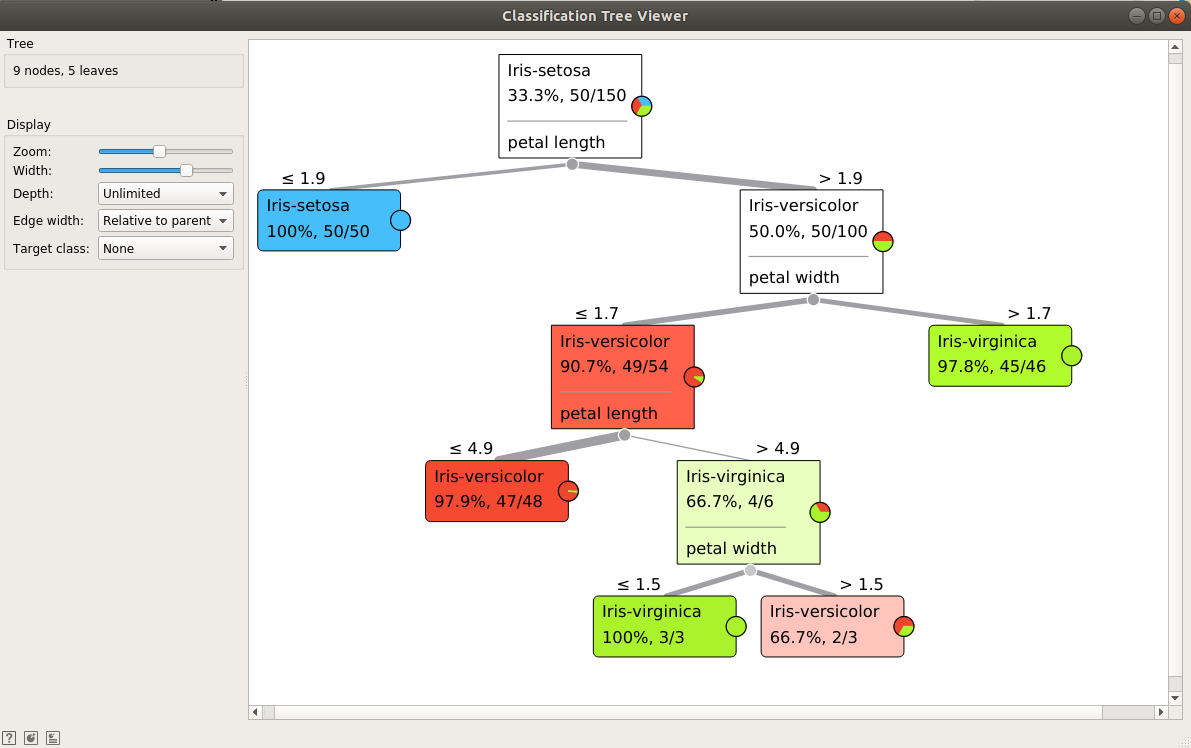 Classification Tree Viewer
Tree
9 nodes, 5 leaves
Display
Zoom:
Width:
Depth: Unlimited
Edge width: Relative to parent
Target class: None
Iris-setosa
33.3%, 50/150
petal length
≤ 1.9
> 1.9
Iris-setosa
100%, 50/50
Iris-versicolor
50.0%, 50/100
petal width
≤ 1.7
> 1.7
Iris-versicolor
90.7%, 49/54
petal length
Iris-virginica
97.8%, 45/46
≤ 4.9
> 4.9
Iris-versicolor
97.9%, 47/48
Iris-virginica
66.7%, 4/6
petal width
≤ 1.5
> 1.5
Iris-virginica
100%, 3/3
Iris-versicolor
66.7%, 2/3
?